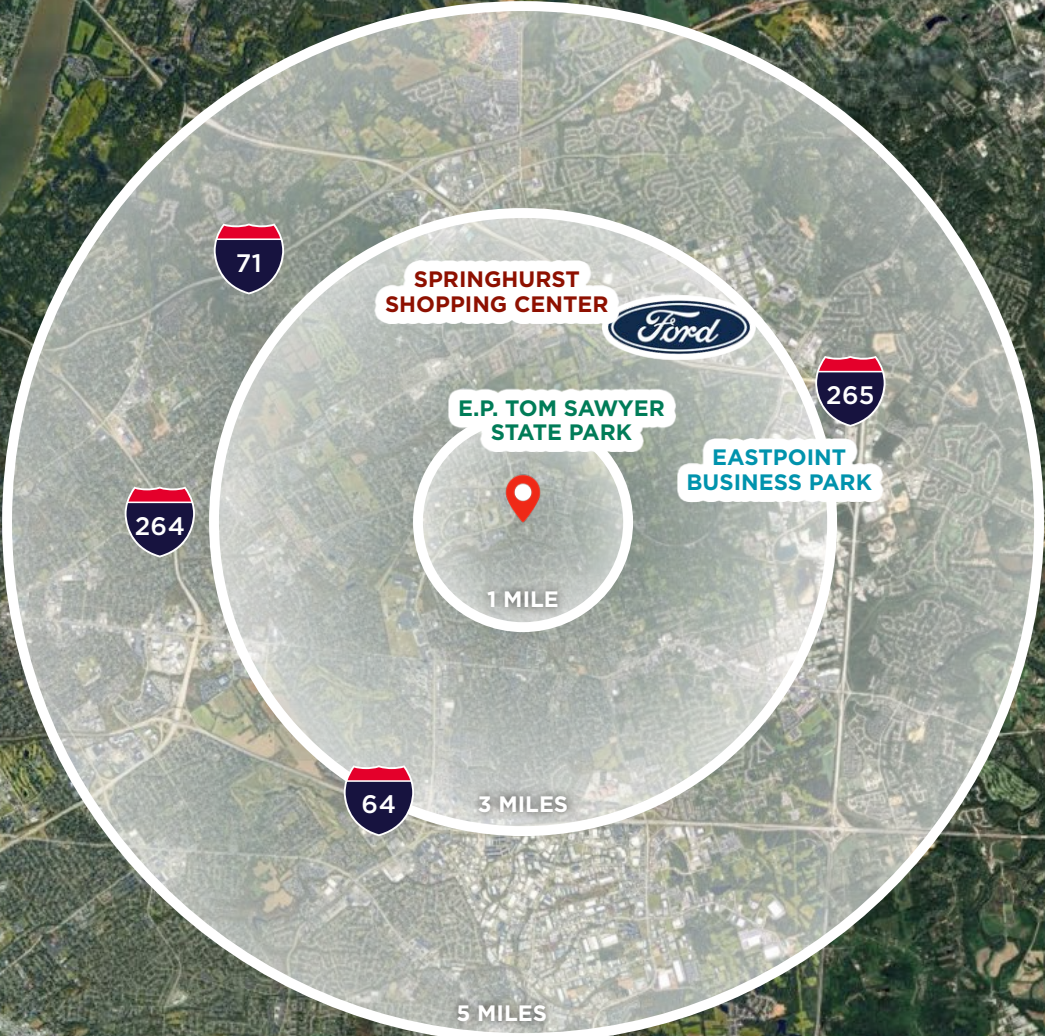 71
SPRINGHURST
SHOPPING CENTER
Ford
265
E.P. TOM SAWYER
STATE PARK
EASTPOINT
BUSINESS PARK
264
1 MILE
64
3 MILES
5 MILES